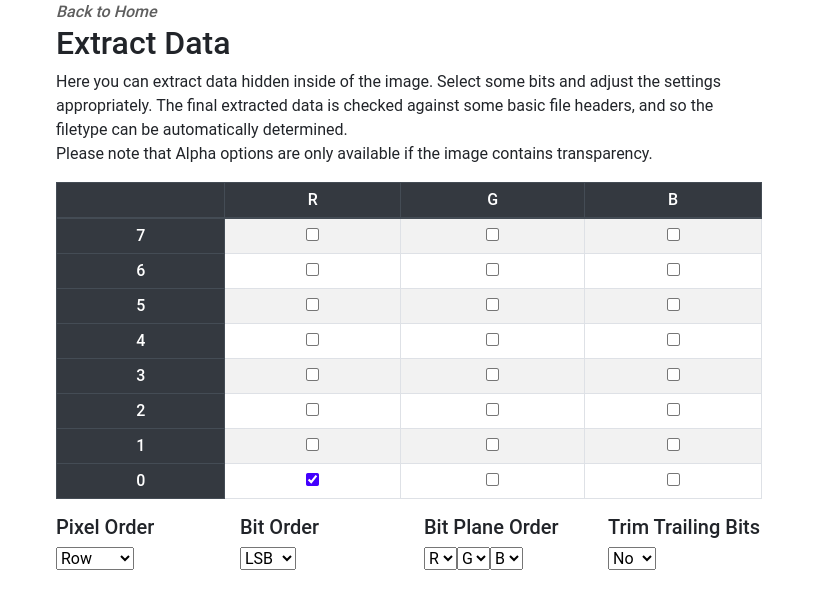 Back to Home
Extract Data
Here you can extract data hidden inside of the image. Select some bits and adjust the settings
appropriately. The final extracted data is checked against some basic file headers, and so the
filetype can be automatically determined.
Please note that Alpha options are only available if the image contains transparency.
R G B
7
6
5
4
3
2
1
0
Pixel Order Bit Order Bit Plane Order Trim Trailing Bits
Row LSB R G B No